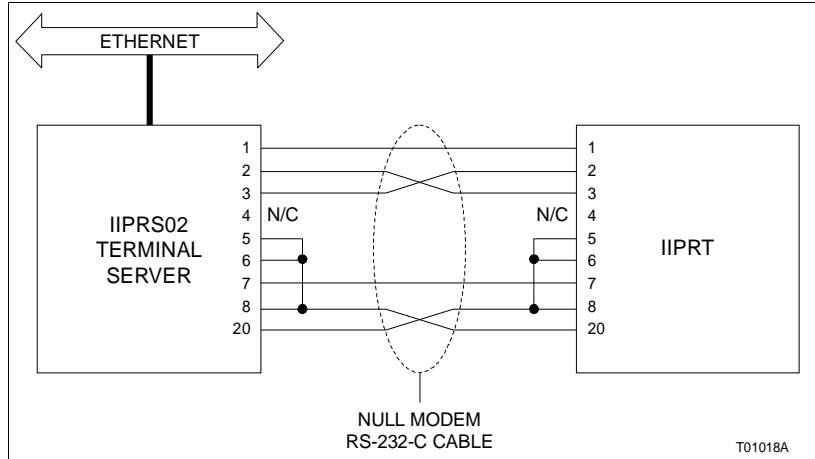 ETHERNET
IIPRS02
TERMINAL
SERVER
1
2
3
4
5
6
7
8
20
N/C
N/C
1
2
3
4
5
6
7
8
20
IIPRT
NULL MODEM
RS-232-C CABLE
T01018A